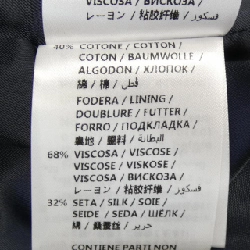 VISCOSA / ВИСКОЗА /
レーヨン / 粘胶纤维 / فسكوز
40% COTONE / COTTON /
COTON / BAUMWOLLE /
ALGODON / ХЛОПОК /
綿 / 棉 / قطن /
FODERA / LINING /
DOUBLURE / FUTTER /
FORRO / ПОДКЛАДКА /
裏地 / 塑料 / البطانة
68% VISCOSA / VISCOSE /
VISCOSE / VISKOSE /
VISCOSA / ВИСКОЗА /
レーヨン / 粘胶纤维 / فسكوز
32% SETA / SILK / SOIE /
SEIDE / SEDA / ШЁЛК /
絹 / 蚕丝 / حرير
CONTIENE PARTI NON